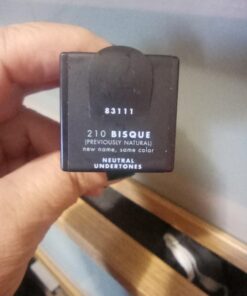 83111
210 BISQUE
(PREVIOUSLY NATURAL)
new name, same color
NEUTRAL
UNDERTONES